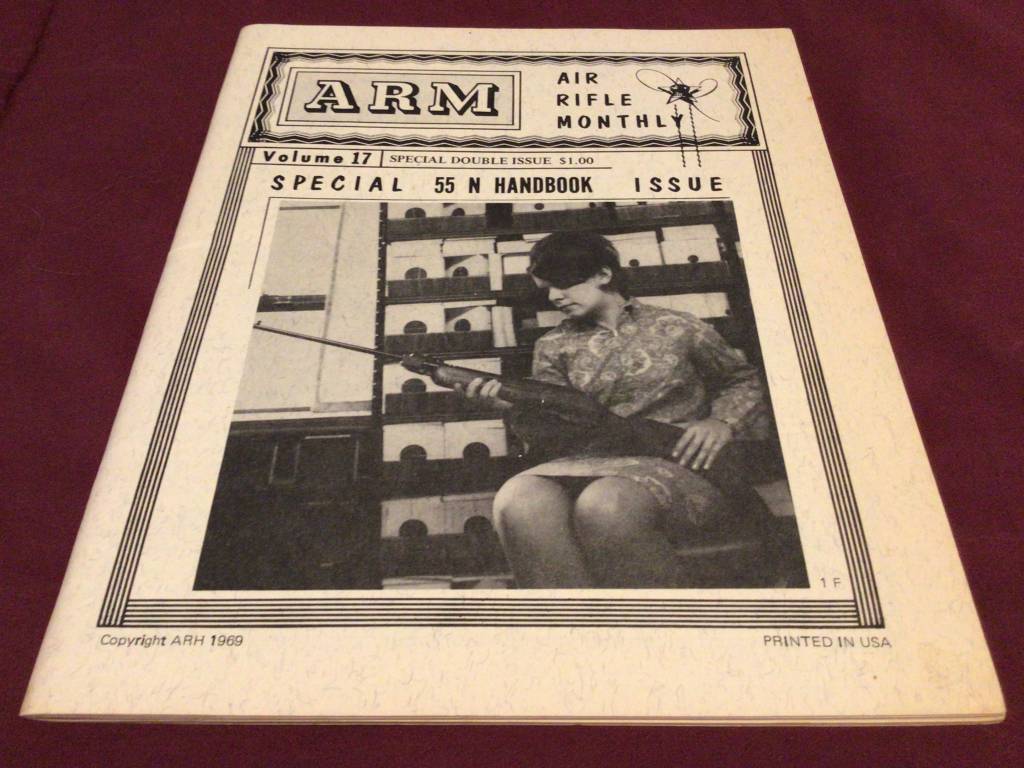 ARM
AIR
RIFLE
MONTHLY
Volume 17 SPECIAL DOUBLE ISSUE $1.00
SPECIAL 55 N HANDBOOK ISSUE
1 F
Copyright ARH 1969
PRINTED IN USA